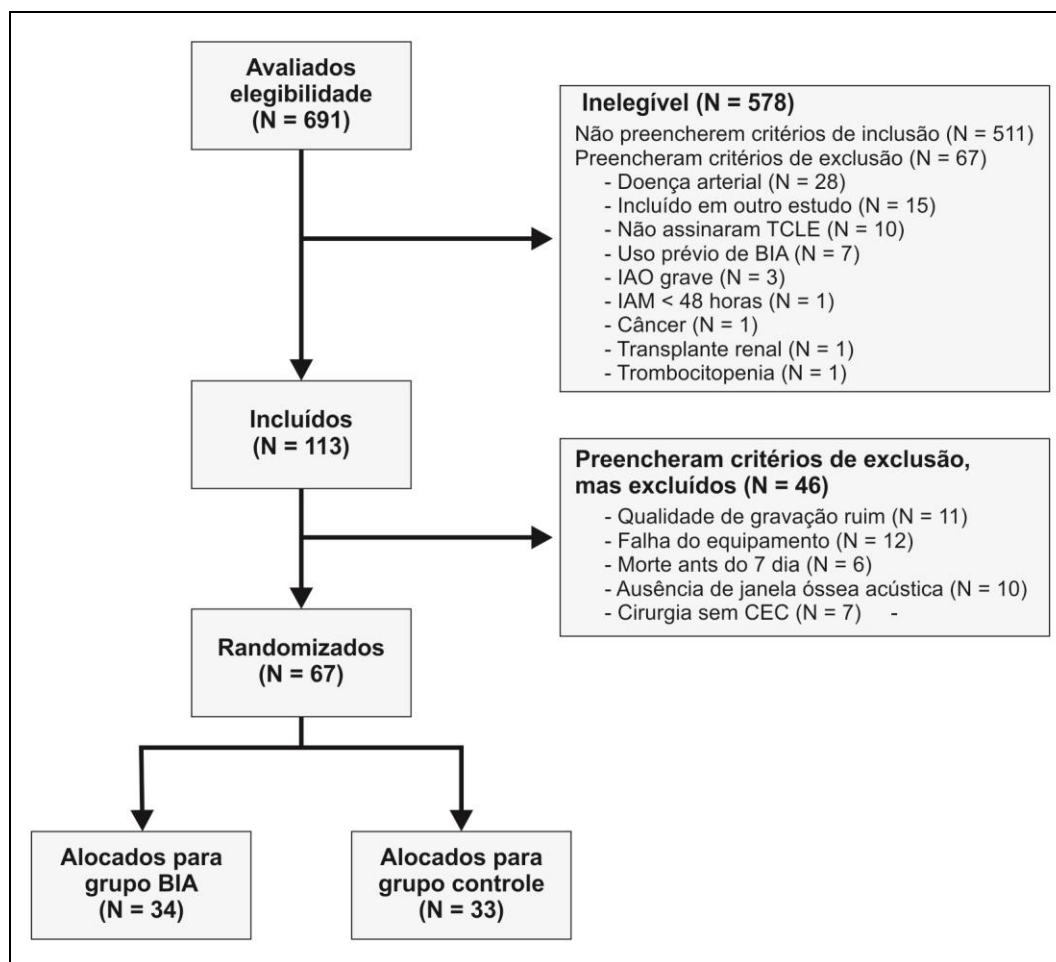 Avaliados
elegibilidade
(N = 691)
Inelegível (N = 578)
Não preencherem critérios de inclusão (N = 511)
Preencheram critérios de exclusão (N = 67)
- Doença arterial (N = 28)
- Incluído em outro estudo (N = 15)
- Não assinaram TCLE (N = 10)
- Uso prévio de BIA (N = 7)
- IAO grave (N = 3)
- IAM < 48 horas (N = 1)
- Câncer (N = 1)
- Transplante renal (N = 1)
- Trombocitopenia (N = 1)
Incluídos
(N = 113)
Preencheram critérios de exclusão,
mas excluídos (N = 46)
- Qualidade de gravação ruim (N = 11)
- Falha do equipamento (N = 12)
- Morte ants do 7 dia (N = 6)
- Ausência de janela óssea acústica (N = 10)
- Cirurgia sem CEC (N = 7) -
Randomizados
(N = 67)
Alocados para
grupo BIA
(N = 34)
Alocados para
grupo controle
(N = 33)